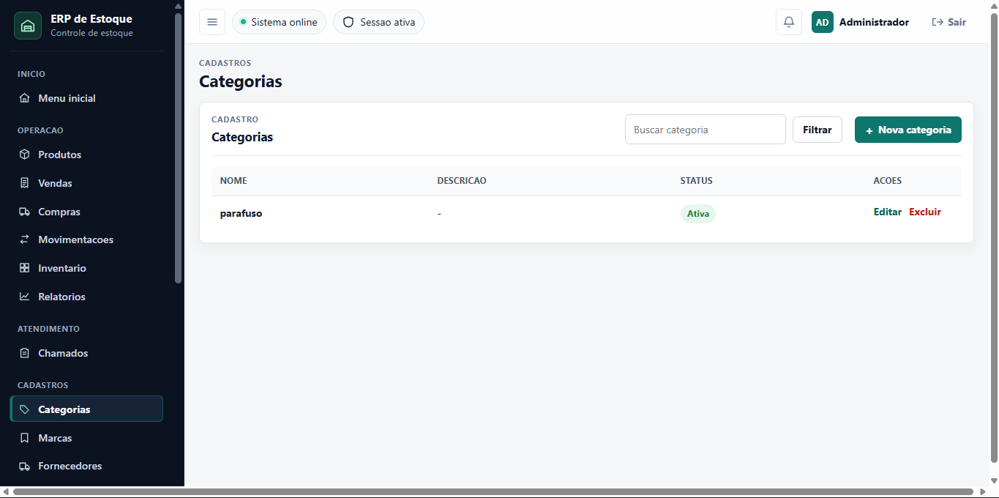 ERP de Estoque
Controle de estoque
INICIO
Menu inicial
OPERACAO
Produtos
Vendas
Compras
Movimentacoes
Inventario
Relatorios
ATENDIMENTO
Chamados
CADASTROS
Categorias
Marcas
Fornecedores
Sistema online
Sessao ativa
AD
Administrador
Sair
CADASTROS
Categorias
CADASTRO
Categorias
Buscar categoria
Filtrar
+ Nova categoria
NOME DESCRICAO STATUS ACOES
parafuso - Ativa Editar Excluir